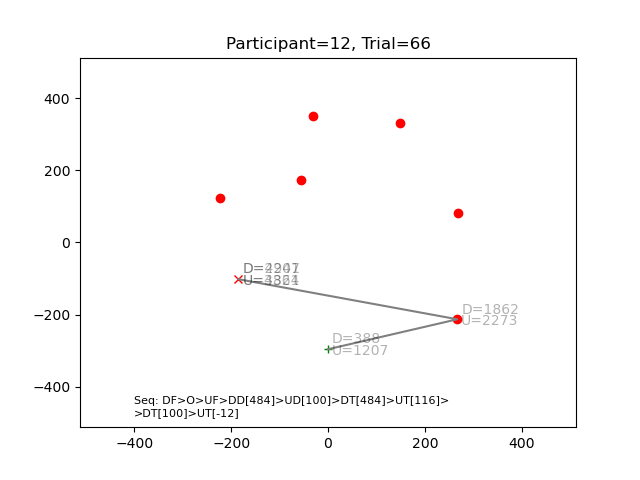 Participant=12, Trial=66
400
200
0
−200
−400
D=1862
U=2273
D=388
U=1207
Seq: DF>O>UF>DD[484]>UD[100]>DT[484]>UT[116]>
>DT[100]>UT[-12]
−400
−200
0
200
400